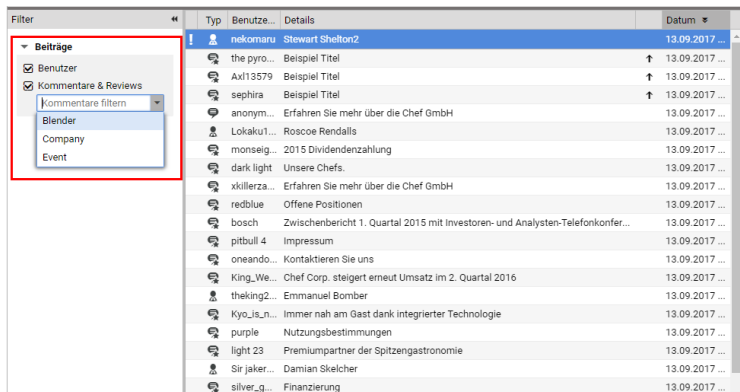 Filter
Beiträge
Benutzer
Kommentare & Reviews
Kommentare filtern
Blender
Company
Event
Typ Benutze... Details Datum
nekomaru Stewart Shelton2 13.09.2017 ...
the pyro... Beispiel Titel 13.09.2017 ...
Axl13579 Beispiel Titel 13.09.2017 ...
sephira Beispiel Titel 13.09.2017 ...
anonym... Erfahren Sie mehr über die Chef GmbH 13.09.2017 ...
Lokaku1... Roscoe Rendalls 13.09.2017 ...
monseig... 2015 Dividendenzahlung 13.09.2017 ...
dark light Unsere Chefs. 13.09.2017 ...
xkillerza... Erfahren Sie mehr über die Chef GmbH 13.09.2017 ...
redblue Offene Positionen 13.09.2017 ...
bosch Zwischenbericht 1. Quartal 2015 mit Investoren- und Analysten-Telefonkonfer... 13.09.2017 ...
pitbull 4 Impressum 13.09.2017 ...
oneando... Kontaktieren Sie uns 13.09.2017 ...
King_We... Chef Corp. steigert erneut Umsatz im 2. Quartal 2016 13.09.2017 ...
theking2... Emmanuel Bomber 13.09.2017 ...
Kyo_is_n... Immer nah am Gast dank integrierter Technologie 13.09.2017 ...
purple Nutzungsbestimmungen 13.09.2017 ...
light 23 Premiumpartner der Spitzengastronomie 13.09.2017 ...
Sir jaker... Damian Skelcher 13.09.2017 ...
silver_g... Finanzierung 13.09.2017 ...